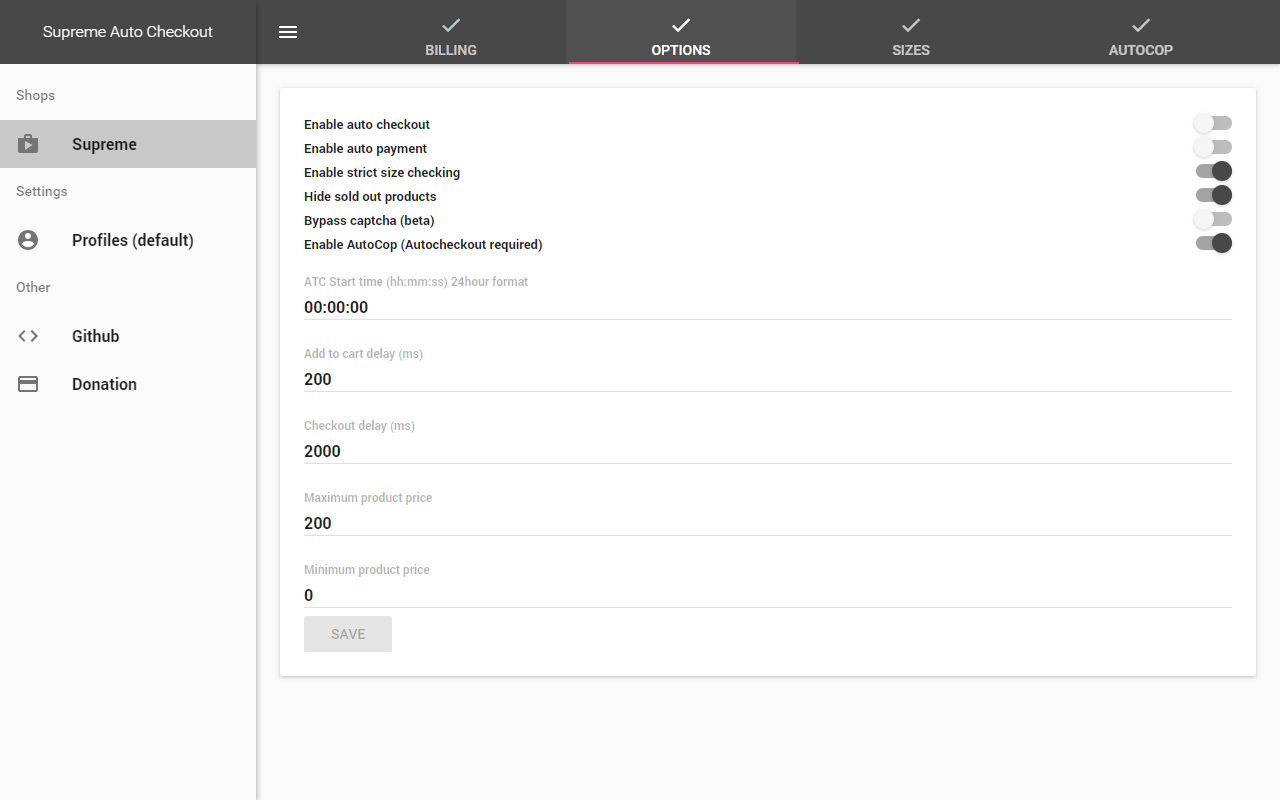 Supreme Auto Checkout
BILLING
OPTIONS
SIZES
AUTOCOP
Shops
Supreme
Settings
Profiles (default)
Other
Github
Donation
Enable auto checkout
Enable auto payment
Enable strict size checking
Hide sold out products
Bypass captcha (beta)
Enable AutoCop (Autocheckout required)
ATC Start time (hh:mm:ss) 24hour format
00:00:00
Add to cart delay (ms)
200
Checkout delay (ms)
2000
Maximum product price
200
Minimum product price
0
SAVE